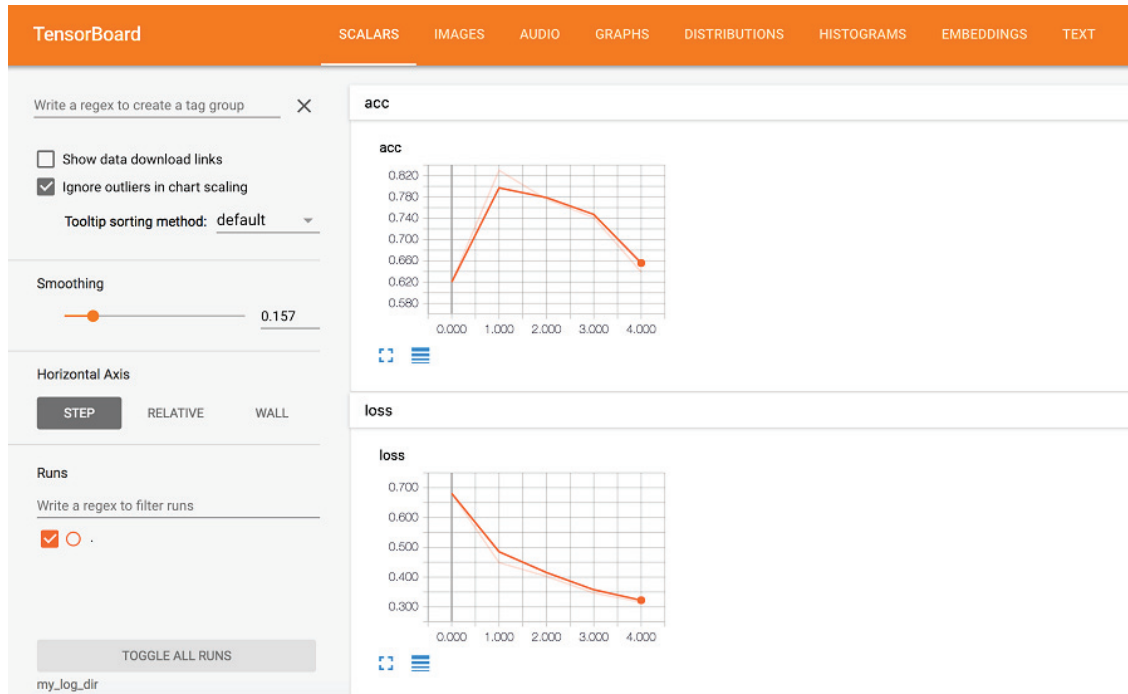 TensorBoard
SCALARS IMAGES AUDIO GRAPHS DISTRIBUTIONS HISTOGRAMS EMBEDDINGS TEXT
Write a regex to create a tag group
Show data download links
Ignore outliers in chart scaling
Tooltip sorting method: default
Smoothing
0.157
Horizontal Axis
STEP RELATIVE WALL
Runs
Write a regex to filter runs
.
TOGGLE ALL RUNS
my_log_dir
acc
acc
0.820
0.780
0.740
0.700
0.660
0.620
0.580
0.000 1.000 2.000 3.000 4.000
loss
loss
0.700
0.600
0.500
0.400
0.300
0.000 1.000 2.000 3.000 4.000